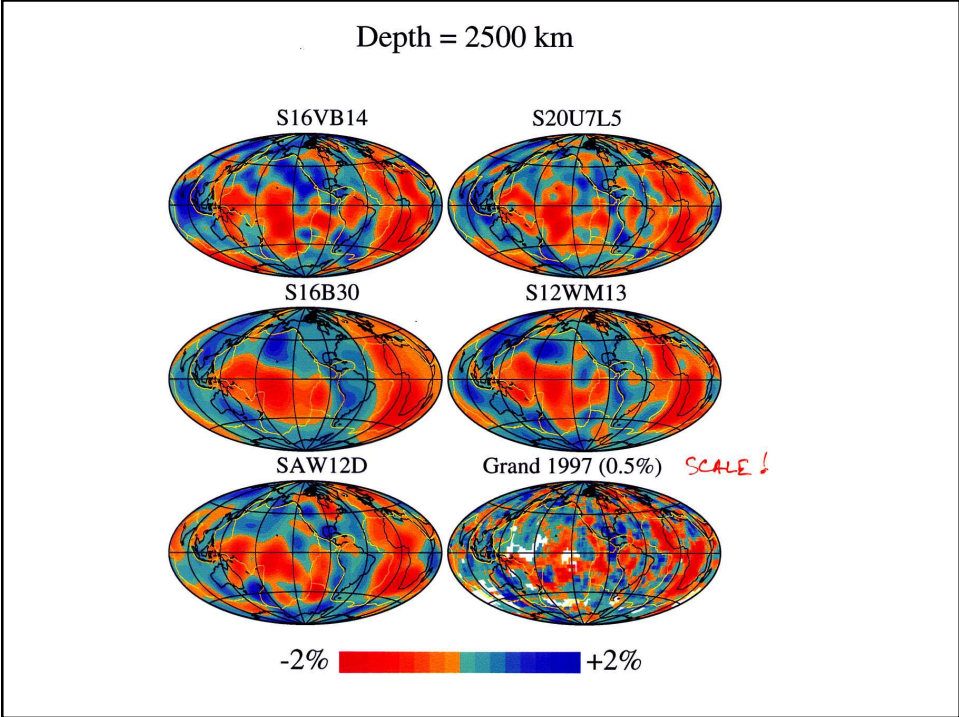 Depth = 2500 km
S16VB14
S20U7L5
S16B30
S12WM13
SAW12D
Grand 1997 (0.5%) SCALE!
-2% +2%